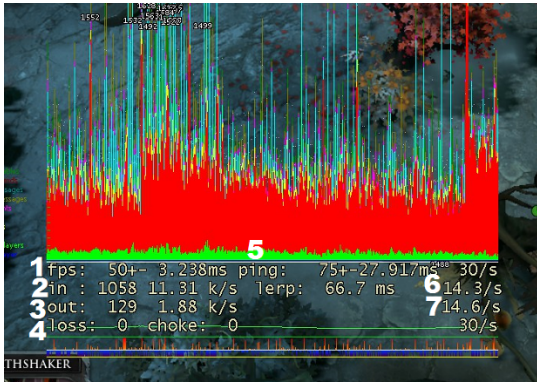 1552
1499
5
1 fps: 50+- 3.238ms ping: 75+-27.917ms 30/s
2 in : 1058 11.31 k/s lerp: 66.7 ms 6 14.3/s
3 out: 129 1.88 k/s 7 14.6/s
4 loss: 0 choke: 0 30/s
THSHAKER